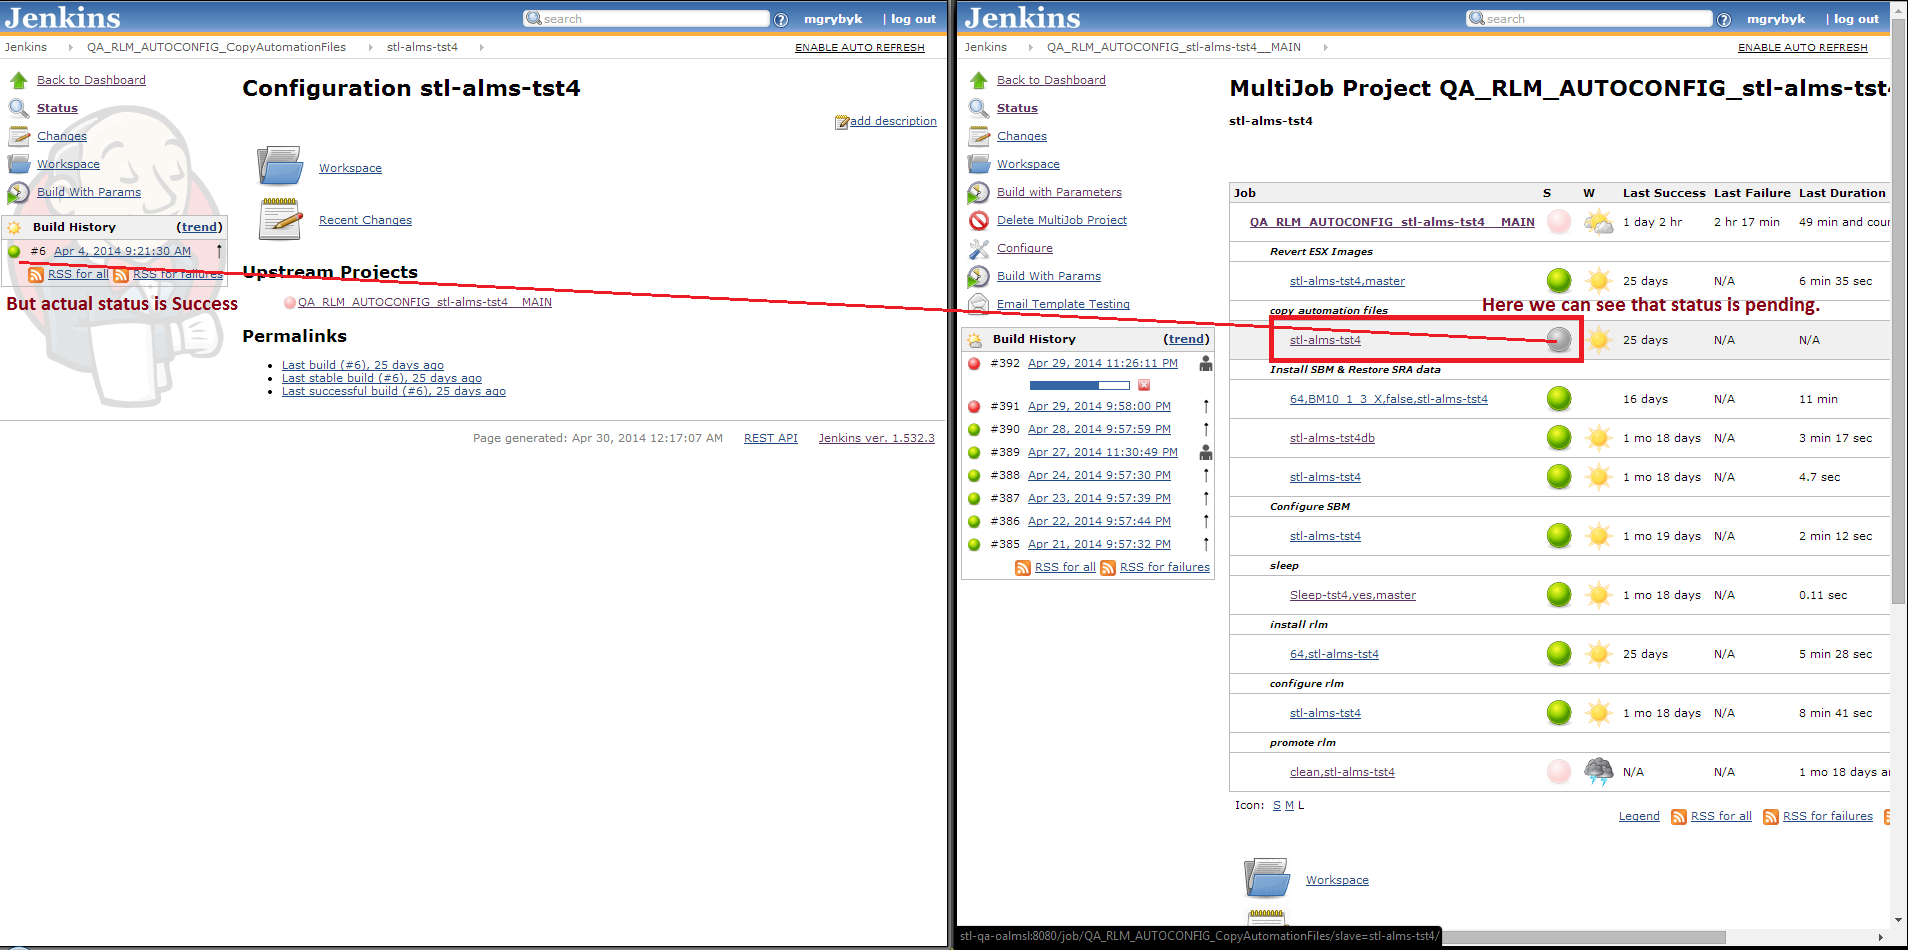 Jenkins
search
mgrybyk | log out
Jenkins QA_RLM_AUTOCONFIG_CopyAutomationFiles stl-alms-tst4
ENABLE AUTO REFRESH
Back to Dashboard
Status
Changes
Workspace
Build With Params
Build History (trend)
#6 Apr 4, 2014 9:21:30 AM
RSS for all RSS for failures
But actual status is Success
Configuration stl-alms-tst4
add description
Workspace
Recent Changes
Upstream Projects
QA_RLM_AUTOCONFIG_stl-alms-tst4__MAIN
Permalinks
Last build (#6), 25 days ago
Last stable build (#6), 25 days ago
Last successful build (#6), 25 days ago
Page generated: Apr 30, 2014 12:17:07 AM REST API Jenkins ver. 1.532.3
Jenkins
search
mgrybyk | log out
Jenkins QA_RLM_AUTOCONFIG_stl-alms-tst4__MAIN
ENABLE AUTO REFRESH
Back to Dashboard
Status
Changes
Workspace
Build with Parameters
Delete MultiJob Project
Configure
Build With Params
Email Template Testing
Build History (trend)
#392 Apr 29, 2014 11:26:11 PM
#391 Apr 29, 2014 9:58:00 PM
#390 Apr 28, 2014 9:57:59 PM
#389 Apr 27, 2014 11:30:49 PM
#388 Apr 24, 2014 9:57:30 PM
#387 Apr 23, 2014 9:57:39 PM
#386 Apr 22, 2014 9:57:44 PM
#385 Apr 21, 2014 9:57:32 PM
RSS for all RSS for failures
MultiJob Project QA_RLM_AUTOCONFIG_stl-alms-tst4
stl-alms-tst4
Job S W Last Success Last Failure Last Duration
QA_RLM_AUTOCONFIG_stl-alms-tst4__MAIN 1 day 2 hr 2 hr 17 min 49 min and coun
Revert ESX Images
stl-alms-tst4,master 25 days N/A 6 min 35 sec
Here we can see that status is pending.
copy automation files
stl-alms-tst4 25 days N/A N/A
Install SBM & Restore SRA data
64,BM10_1_3_X,false,stl-alms-tst4 16 days N/A 11 min
stl-alms-tst4db 1 mo 18 days N/A 3 min 17 sec
stl-alms-tst4 1 mo 18 days N/A 4.7 sec
Configure SBM
stl-alms-tst4 1 mo 19 days N/A 2 min 12 sec
sleep
Sleep-tst4,yes,master 1 mo 18 days N/A 0.11 sec
install rlm
64,stl-alms-tst4 25 days N/A 5 min 28 sec
configure rlm
stl-alms-tst4 1 mo 18 days N/A 8 min 41 sec
promote rlm
clean,stl-alms-tst4 N/A N/A 1 mo 18 days a
Icon: S M L
Legend RSS for all RSS for failures
Workspace
stl-qa-oalmsl:8080/job/QA_RLM_AUTOCONFIG_CopyAutomationFiles/slave=stl-alms-tst4/